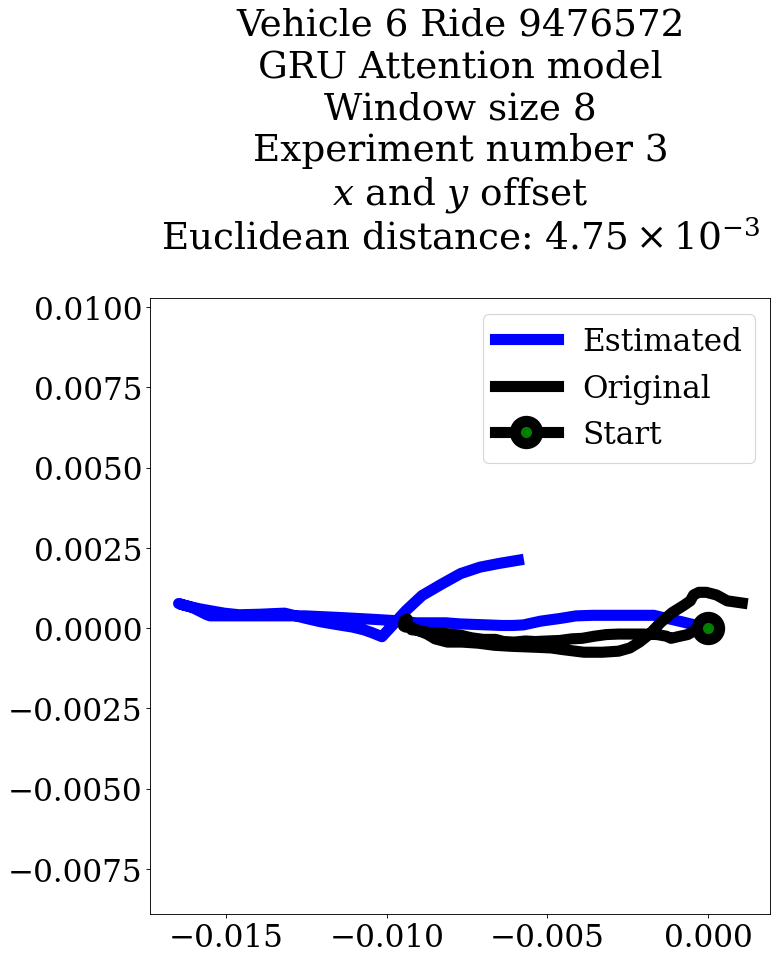 Vehicle 6 Ride 9476572
GRU Attention model
Window size 8
Experiment number 3
x and y offset
Euclidean distance: 4.75 × 10⁻³
0.0100
0.0075
0.0050
0.0025
0.0000
−0.0025
−0.0050
−0.0075
Estimated
Original
Start
−0.015 −0.010 −0.005 0.000